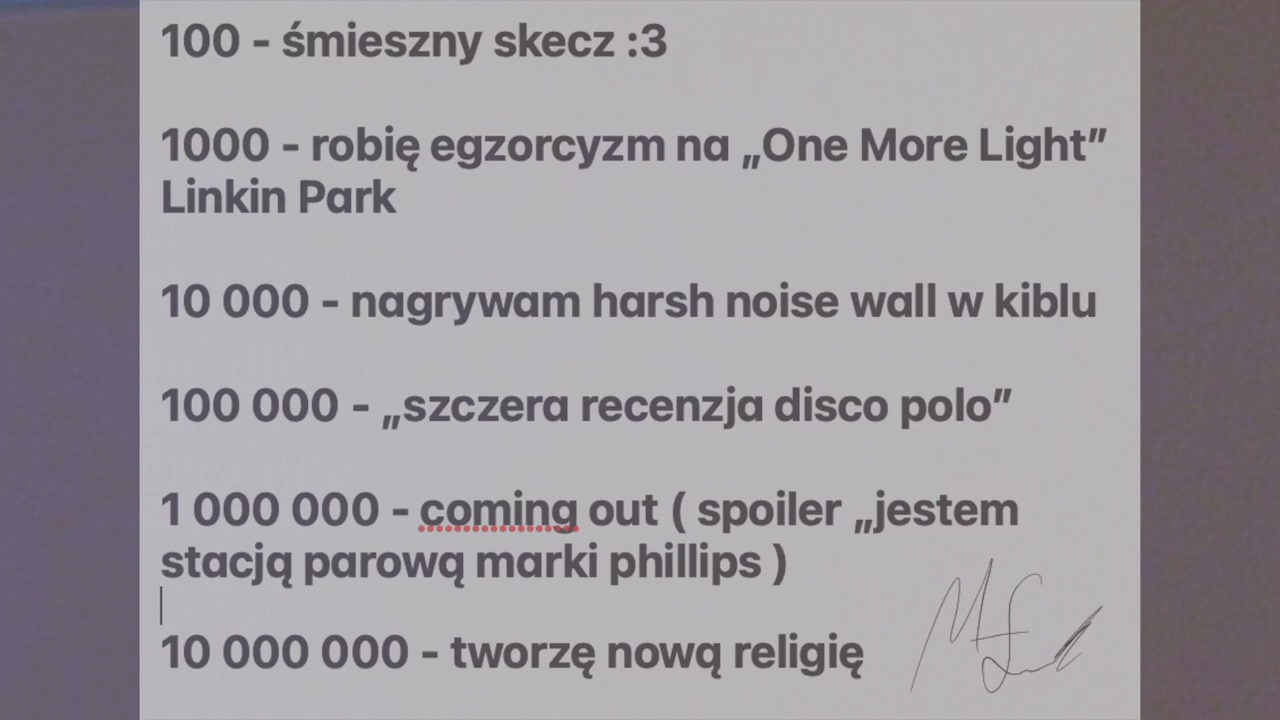 100 - śmieszny skecz :3
1000 - robię egzorcyzm na „One More Light”
Linkin Park
10 000 - nagrywam harsh noise wall w kiblu
100 000 - „szczera recenzja disco polo”
1 000 000 - coming out ( spoiler „jestem
stacją parową marki phillips )
10 000 000 - tworzę nową religię